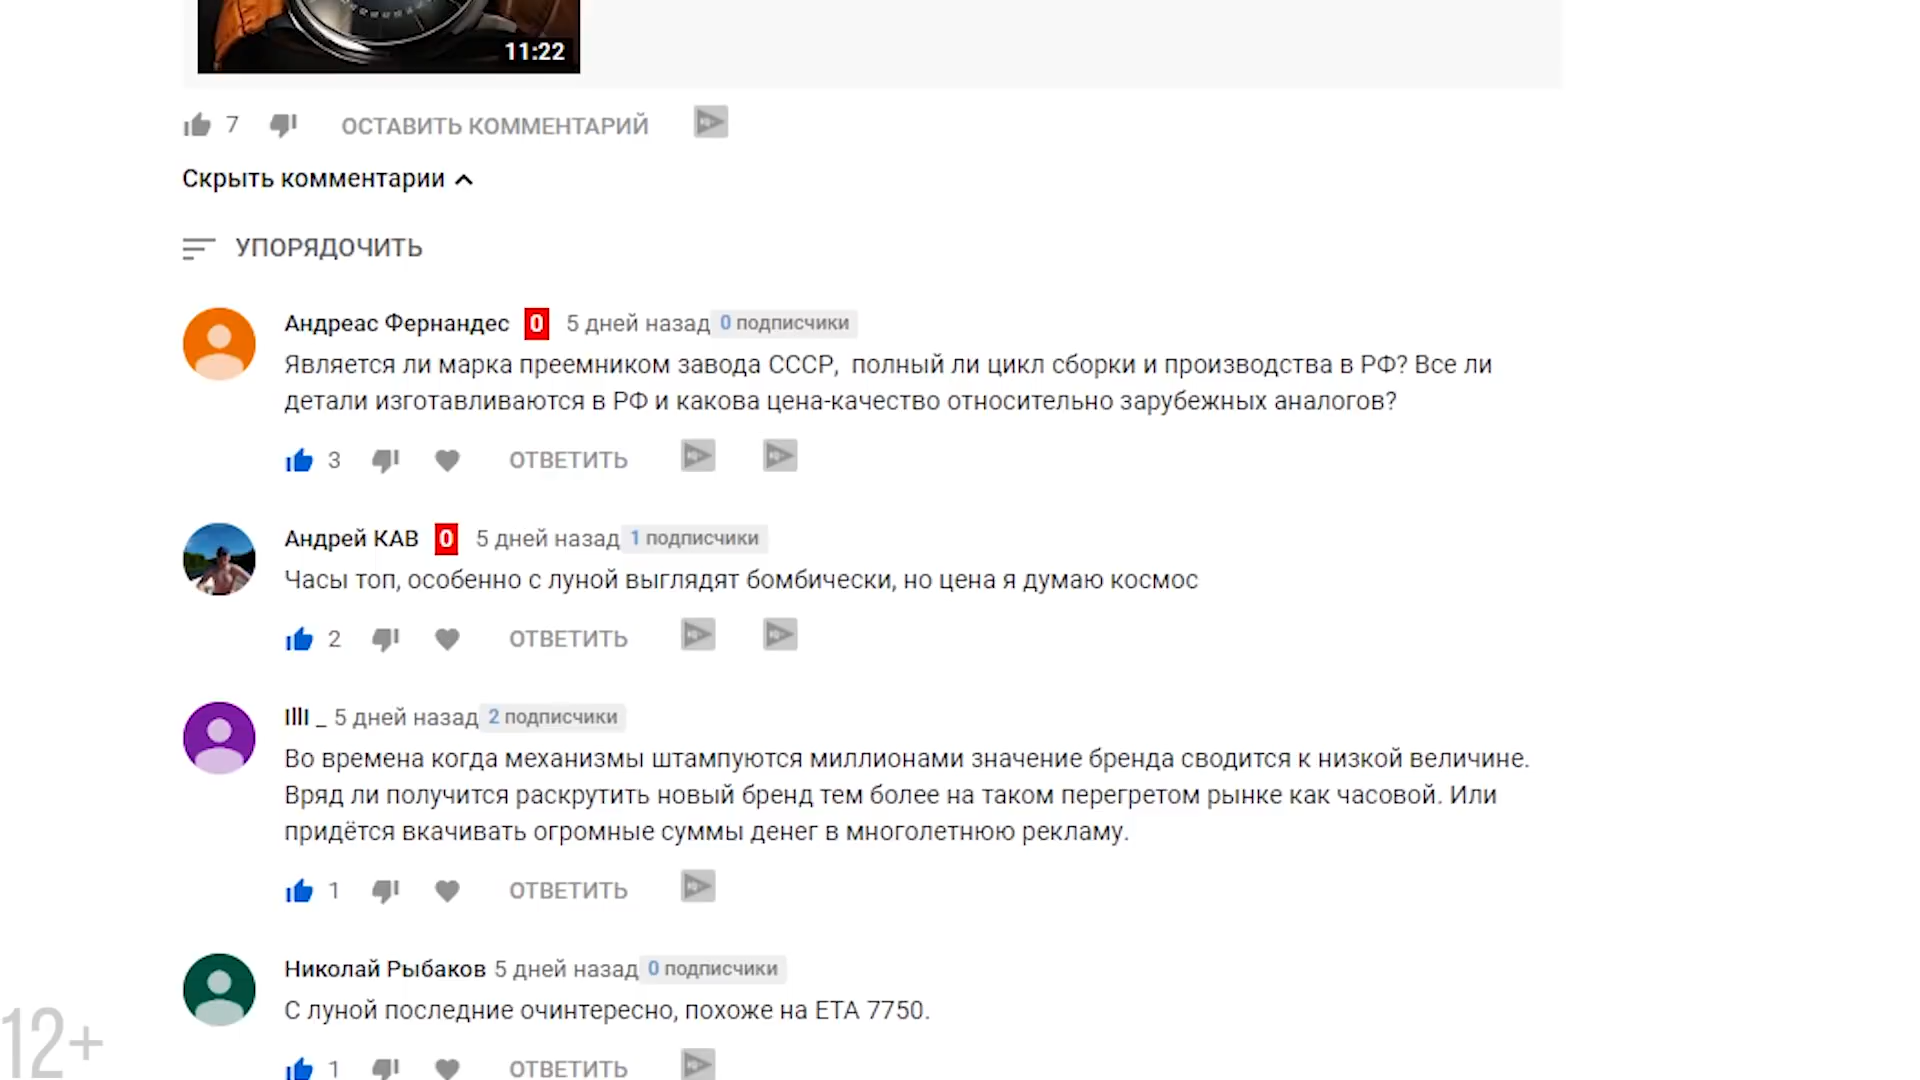 11:22
7 ОСТАВИТЬ КОММЕНТАРИЙ
Скрыть комментарии
УПОРЯДОЧИТЬ
Андреас Фернандес 0 5 дней назад 0 подписчики
Является ли марка преемником завода СССР, полный ли цикл сборки и производства в РФ? Все ли
детали изготавливаются в РФ и какова цена-качество относительно зарубежных аналогов?
3 ОТВЕТИТЬ
Андрей КАВ 0 5 дней назад 1 подписчики
Часы топ, особенно с луной выглядят бомбически, но цена я думаю космос
2 ОТВЕТИТЬ
IllI _ 5 дней назад 2 подписчики
Во времена когда механизмы штампуются миллионами значение бренда сводится к низкой величине.
Вряд ли получится раскрутить новый бренд тем более на таком перегретом рынке как часовой. Или
придётся вкачивать огромные суммы денег в многолетнюю рекламу.
1 ОТВЕТИТЬ
Николай Рыбаков 5 дней назад 0 подписчики
С луной последние очинтересно, похоже на ETA 7750.
1 ОТВЕТИТЬ
12+